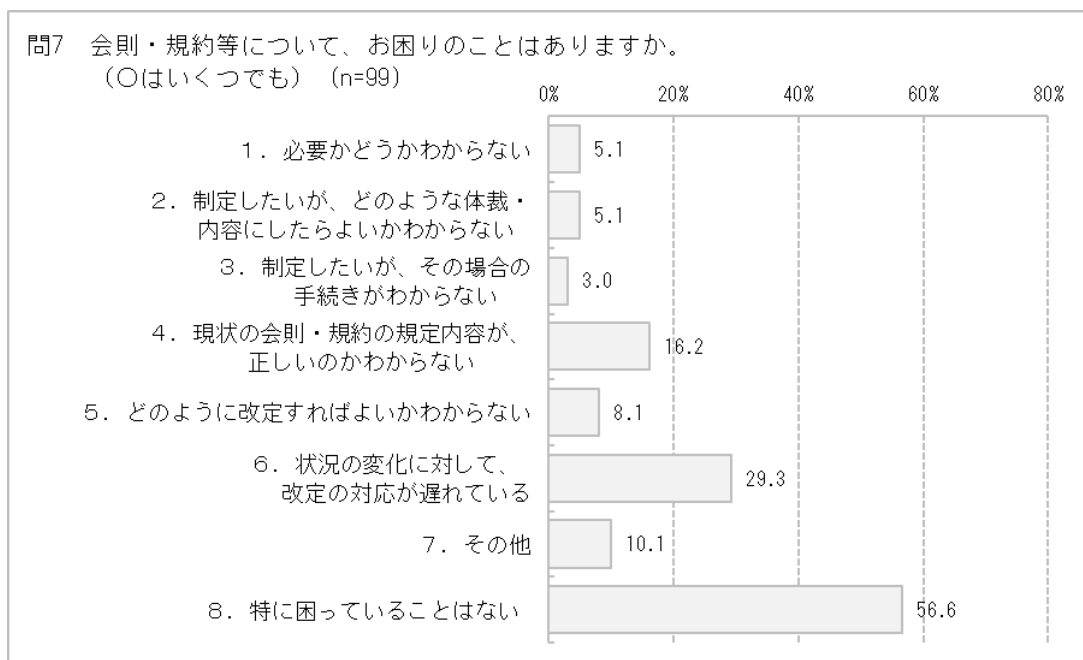 問7　会則・規約等について、お困りのことはありますか。
（○はいくつでも）（n=99）
0%　20%　40%　60%　80%
１．必要かどうかわからない　5.1
２．制定したいが、どのような体裁・
内容にしたらよいかわからない　5.1
３．制定したいが、その場合の
手続きがわからない　3.0
４．現状の会則・規約の規定内容が、
正しいのかわからない　16.2
５．どのように改定すればよいかわからない　8.1
６．状況の変化に対して、
改定の対応が遅れている　29.3
７．その他　10.1
８．特に困っていることはない　56.6